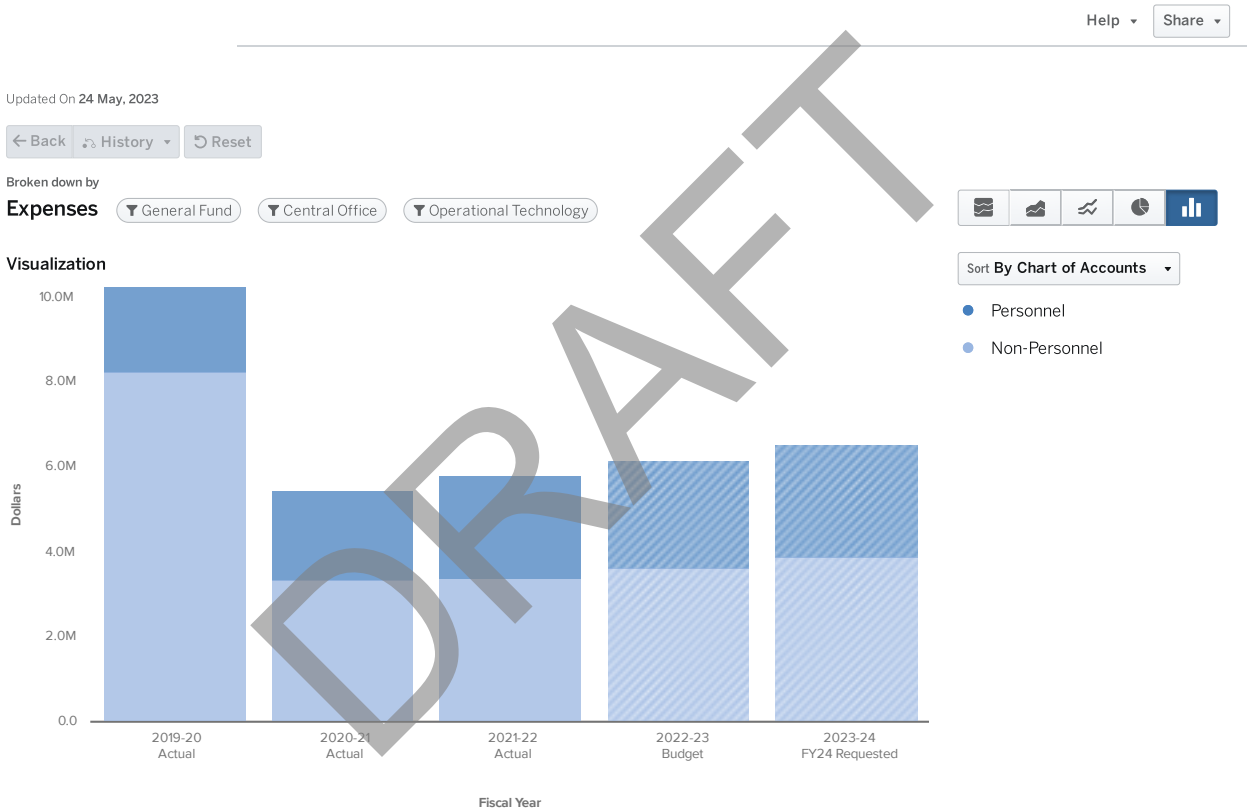 Help
Share
Updated On 24 May, 2023
Back
History
Reset
Broken down by
Expenses
General Fund
Central Office
Operational Technology
Visualization
Sort By Chart of Accounts
Personnel
Non-Personnel
10.0M
8.0M
6.0M
4.0M
2.0M
0.0
Dollars
2019-20
Actual
2020-21
Actual
2021-22
Actual
2022-23
Budget
2023-24
FY24 Requested
Fiscal Year
DRAFT